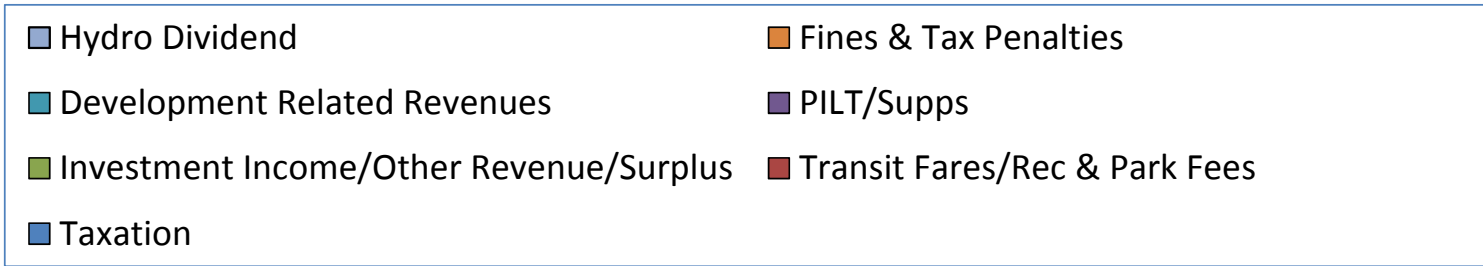 Hydro Dividend
Fines & Tax Penalties
Development Related Revenues
PILT/Supps
Investment Income/Other Revenue/Surplus
Transit Fares/Rec & Park Fees
Taxation